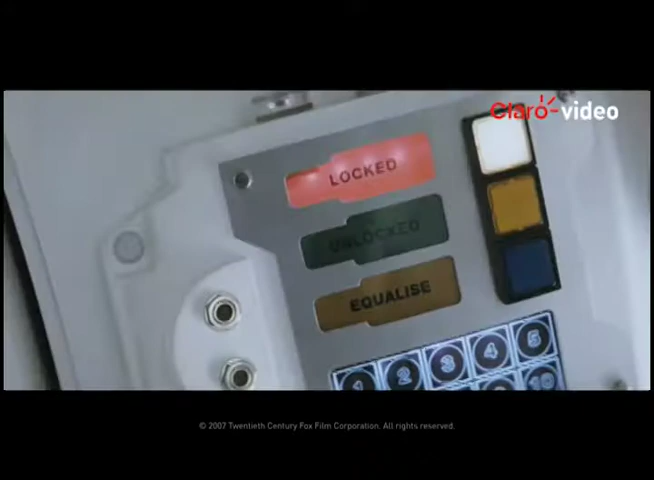 Claro-video
LOCKED
UNLOCKED
EQUALISE
1 2 3 4 5
10
© 2007 Twentieth Century Fox Film Corporation. All rights reserved.